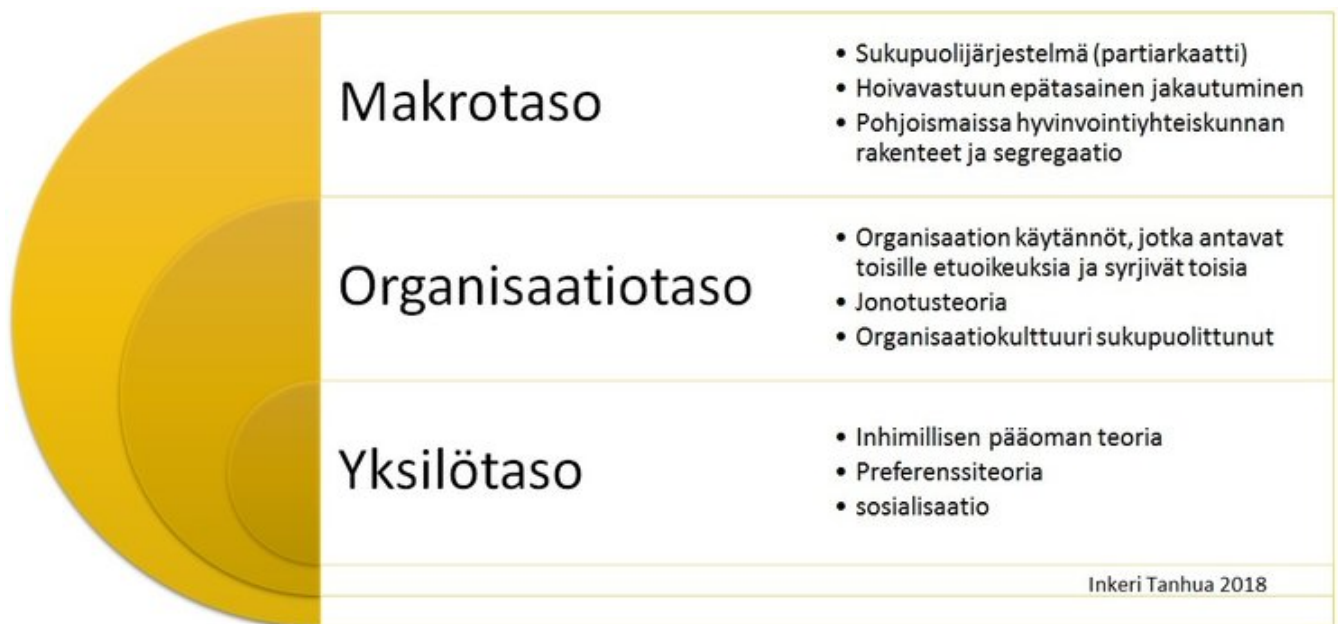 Makrotaso
• Sukupuolijärjestelmä (partiarkaatti)
• Hoivavastuun epätasainen jakautuminen
• Pohjoismaissa hyvinvointiyhteiskunnan
rakenteet ja segregaatio
Organisaatiotaso
• Organisaation käytännöt, jotka antavat
toisille etuoikeuksia ja syrjivät toisia
• Jonotusteoria
• Organisaatiokulttuuri sukupuolittunut
Yksilötaso
• Inhimillisen pääoman teoria
• Preferenssiteoria
• sosialisaatio
Inkeri Tanhua 2018